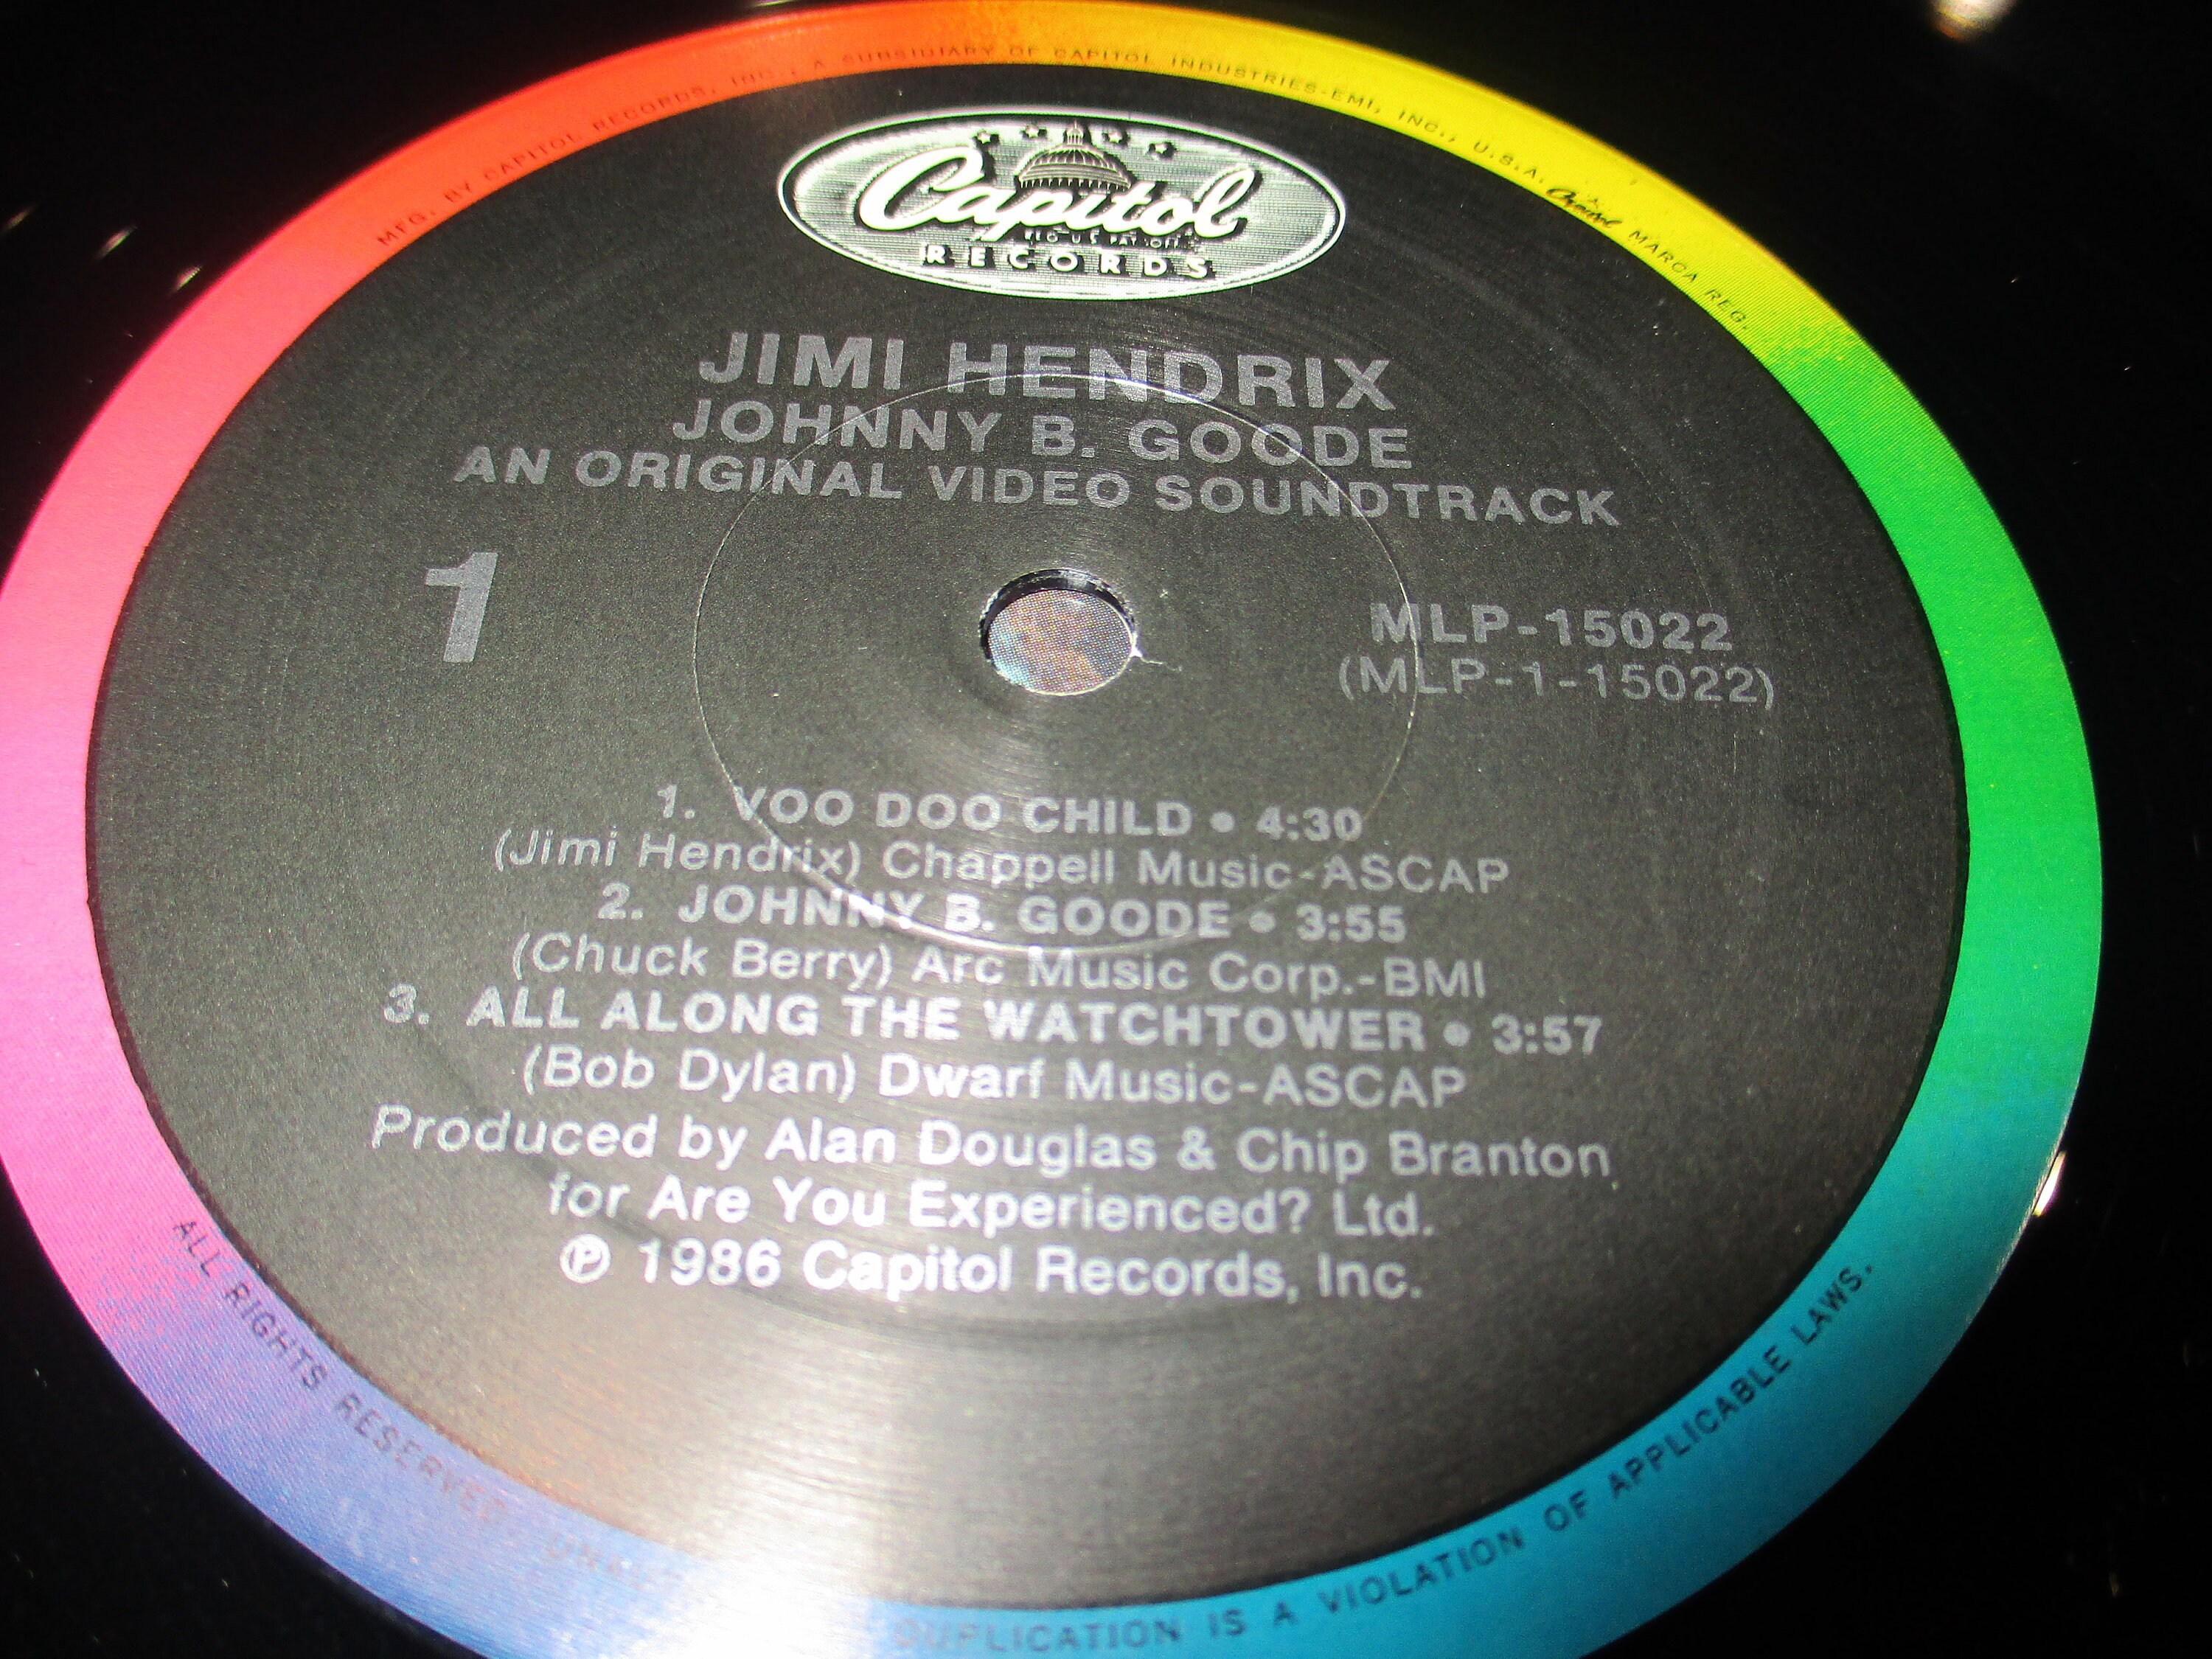 MFG. BY CAPITOL RECORDS, INC., A SUBSIDIARY OF CAPITOL INDUSTRIES-EMI, INC., U.S.A. Capitol MARCA REG.
Capitol
REG. U.S. PAT. OFF.
RECORDS
JIMI HENDRIX
JOHNNY B. GOODE
AN ORIGINAL VIDEO SOUNDTRACK
1
MLP-15022
(MLP-1-15022)
1. VOO DOO CHILD • 4:30
(Jimi Hendrix) Chappell Music-ASCAP
2. JOHNNY B. GOODE • 3:55
(Chuck Berry) Arc Music Corp.-BMI
3. ALL ALONG THE WATCHTOWER • 3:57
(Bob Dylan) Dwarf Music-ASCAP
Produced by Alan Douglas & Chip Branton
for Are You Experienced? Ltd.
℗ 1986 Capitol Records, Inc.
ALL RIGHTS RESERVED. DUPLICATION IS A VIOLATION OF APPLICABLE LAWS.